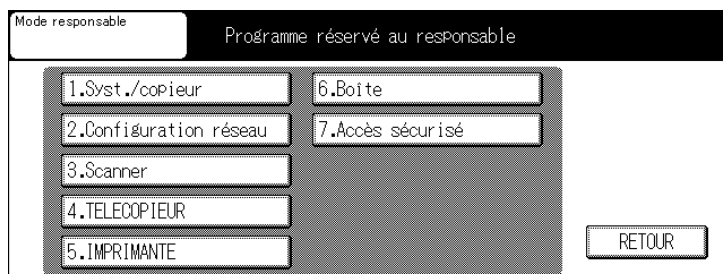 Mode responsable
Programme réservé au responsable
1.Syst./copieur
2.Configuration réseau
3.Scanner
4.TELECOPIEUR
5.IMPRIMANTE
6.Boîte
7.Accès sécurisé
RETOUR